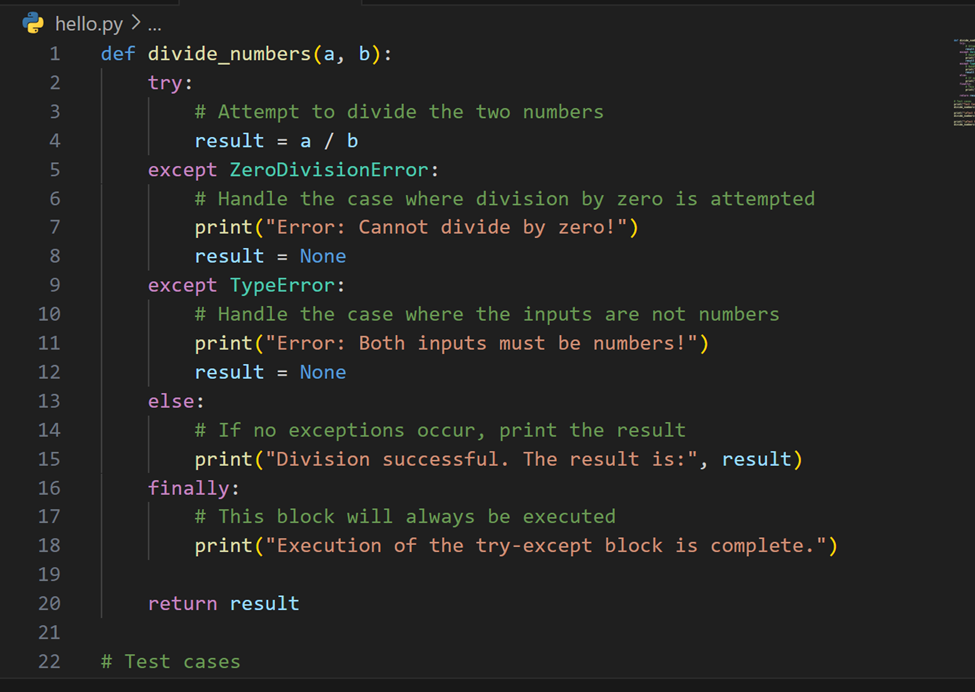 hello.py > ...
1 def divide_numbers(a, b):
2     try:
3         # Attempt to divide the two numbers
4         result = a / b
5     except ZeroDivisionError:
6         # Handle the case where division by zero is attempted
7         print("Error: Cannot divide by zero!")
8         result = None
9     except TypeError:
10         # Handle the case where the inputs are not numbers
11         print("Error: Both inputs must be numbers!")
12         result = None
13     else:
14         # If no exceptions occur, print the result
15         print("Division successful. The result is:", result)
16     finally:
17         # This block will always be executed
18         print("Execution of the try-except block is complete.")
19
20     return result
21
22 # Test cases